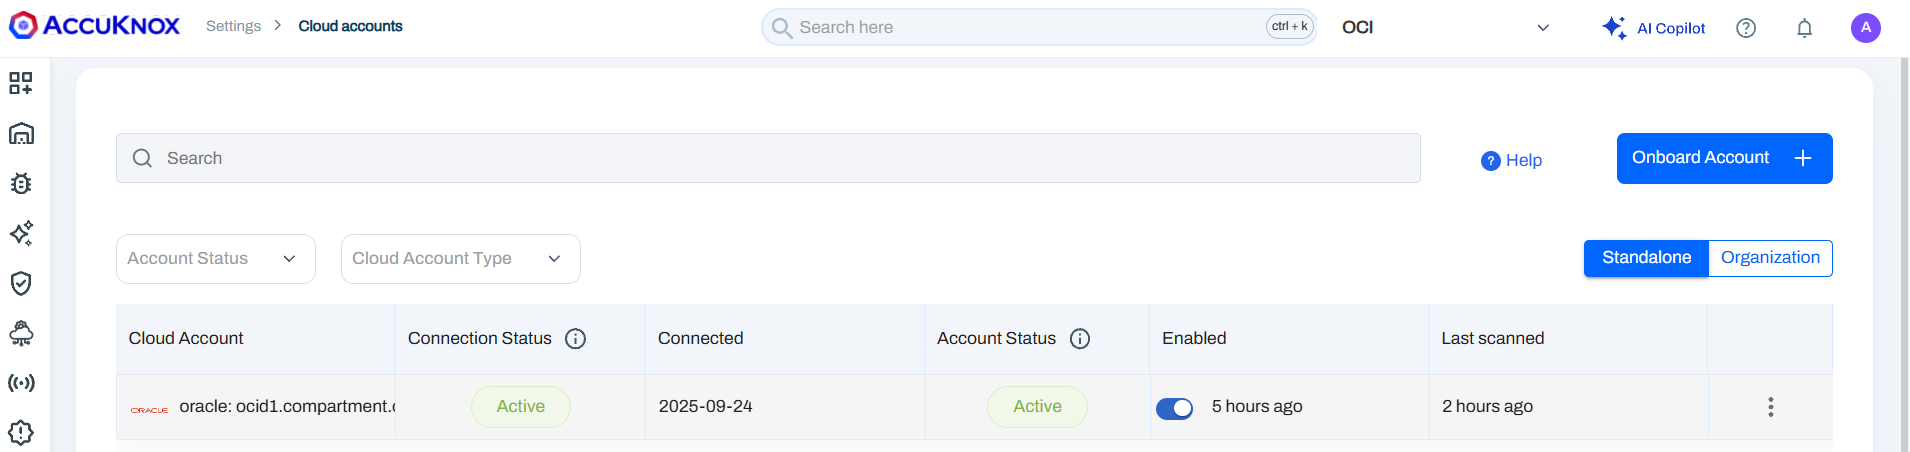 ACCUKNOX Settings > Cloud accounts Search here ctrl + k OCI AI Copilot ? A
Search ? Help Onboard Account +
Account Status Cloud Account Type Standalone Organization
Cloud Account Connection Status Connected Account Status Enabled Last scanned
ORACLE oracle: ocid1.compartment. Active 2025-09-24 Active 5 hours ago 2 hours ago